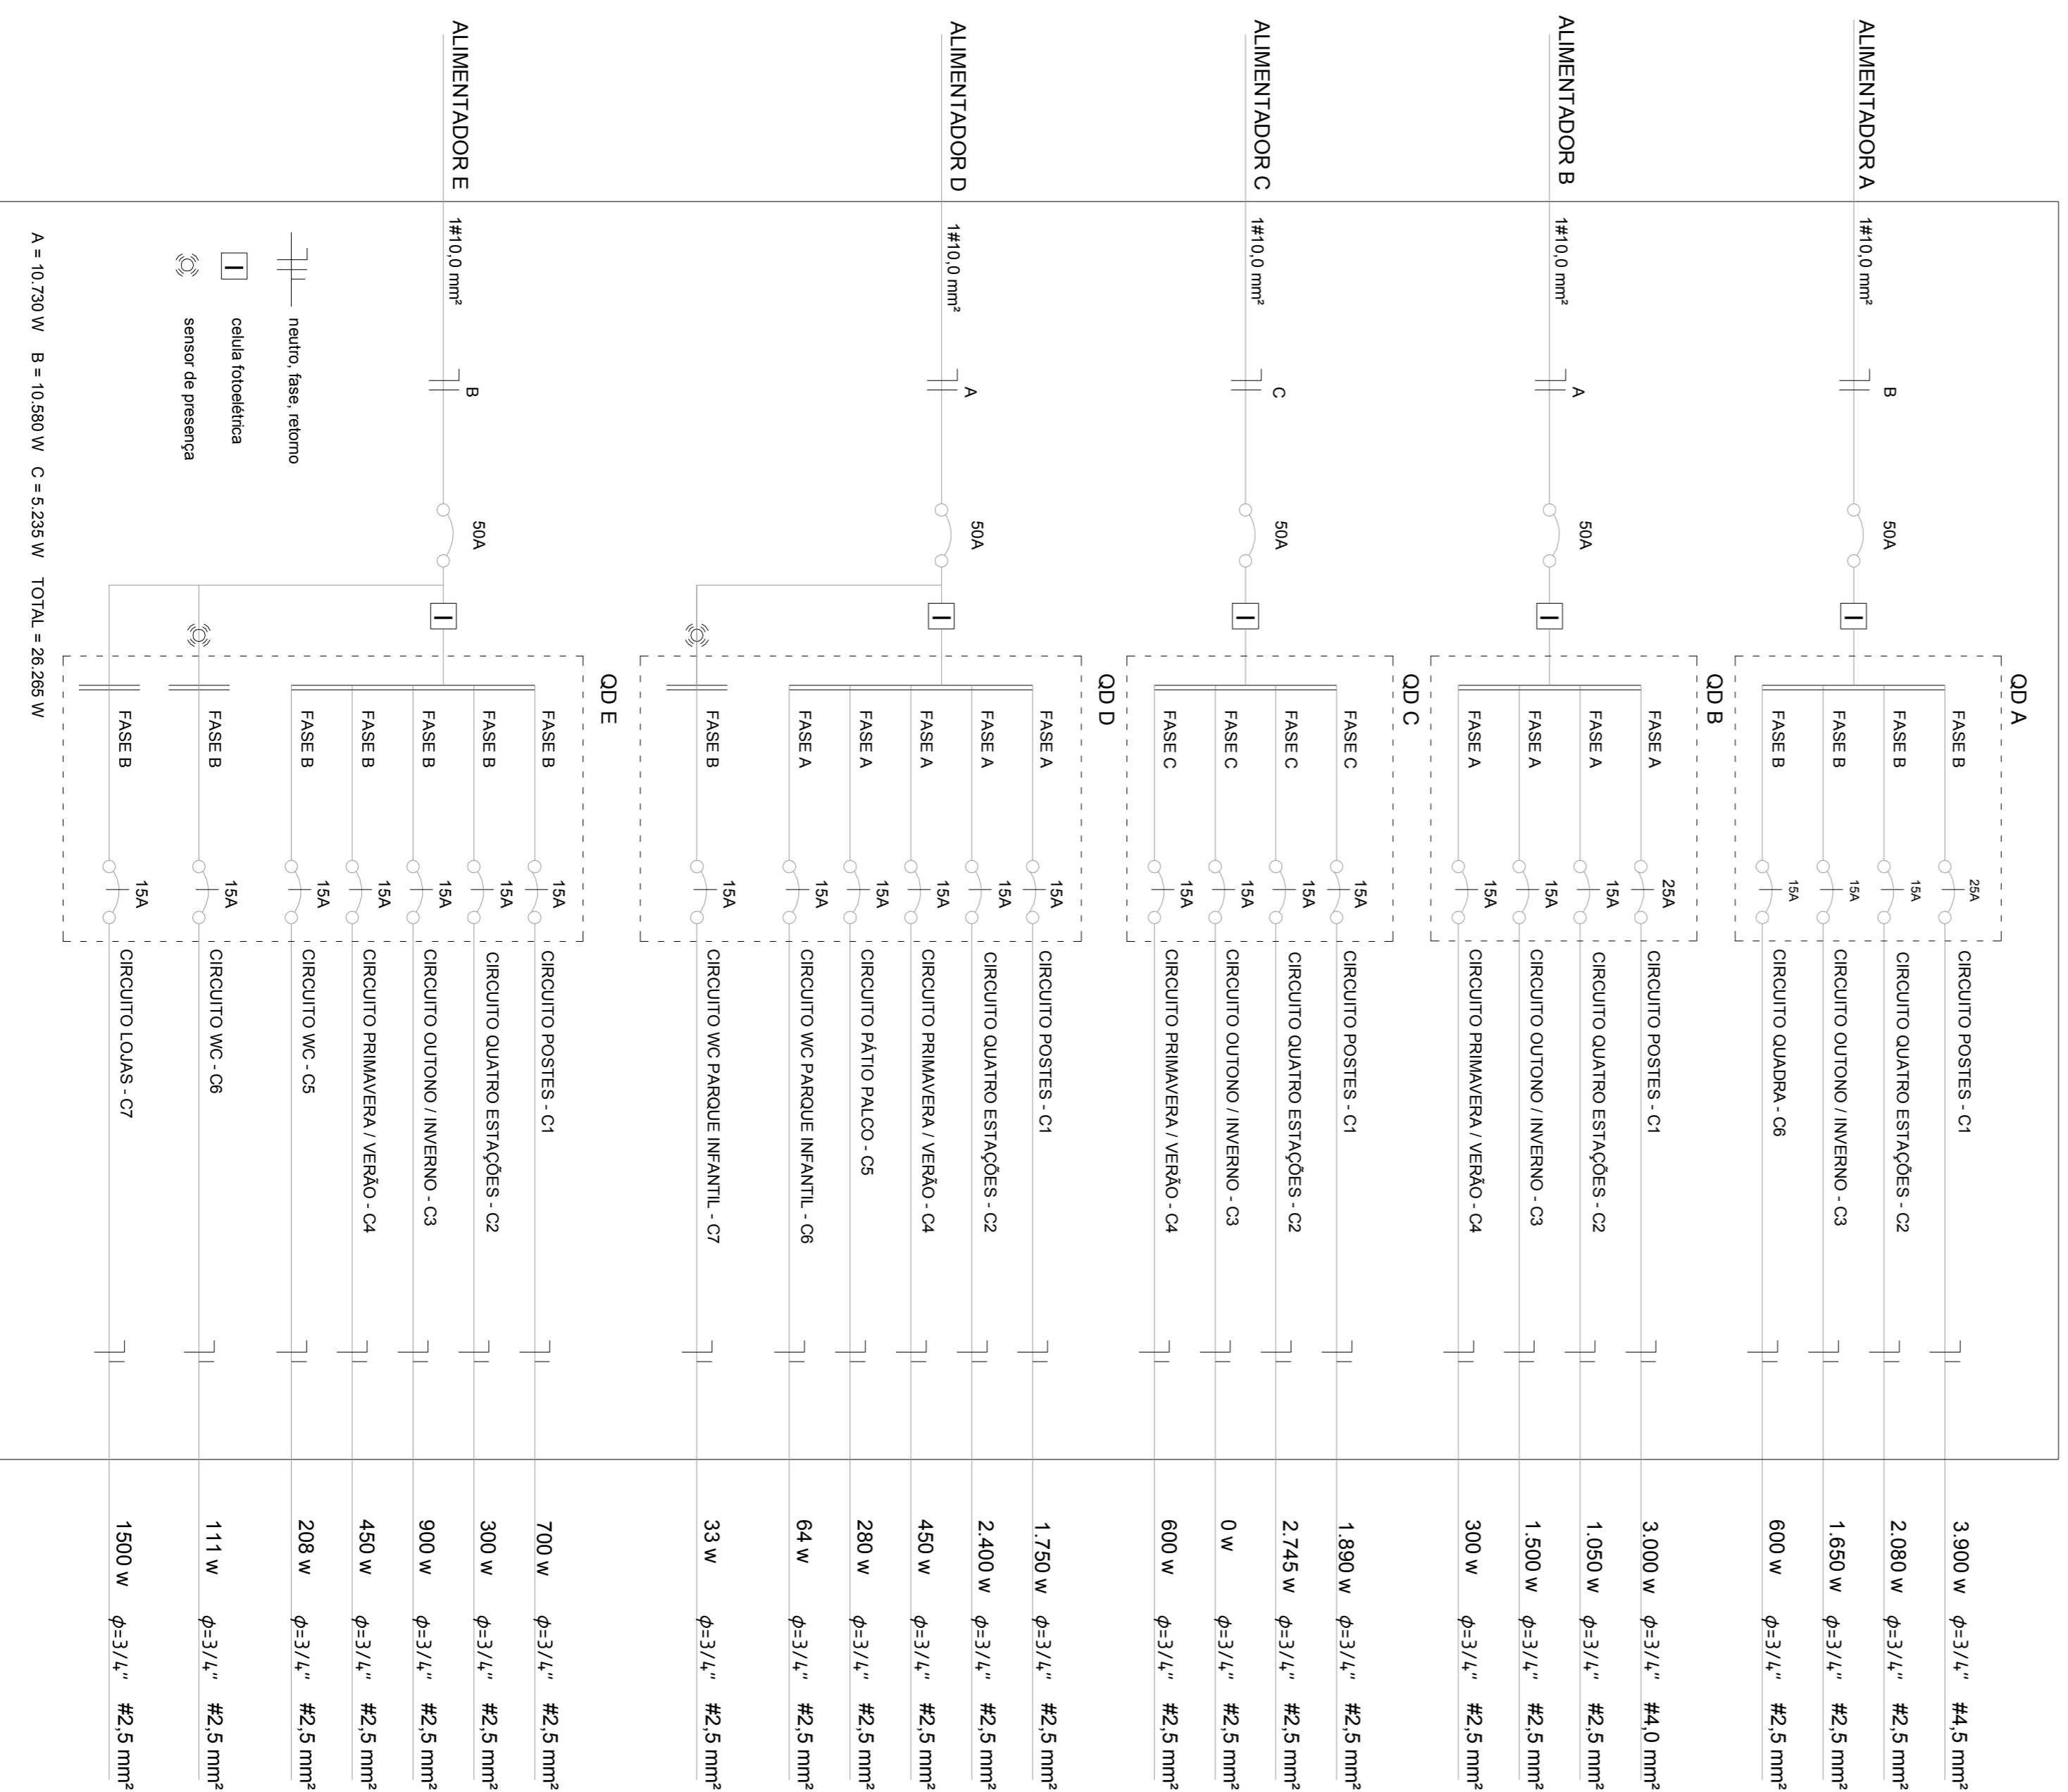 ALIMENTADOR A
1#10,0 mm²
B
50A
QD A
FASE B
25A
CIRCUITO POSTES - C1
3.900 w ϕ=3/4" #4,5 mm²
FASE B
15A
CIRCUITO QUATRO ESTAÇÕES - C2
2.080 w ϕ=3/4" #2,5 mm²
FASE B
15A
CIRCUITO OUTONO / INVERNO - C3
1.650 w ϕ=3/4" #2,5 mm²
FASE B
15A
CIRCUITO QUADRA - C6
600 w ϕ=3/4" #2,5 mm²
ALIMENTADOR B
1#10,0 mm²
A
50A
QD B
FASE A
25A
CIRCUITO POSTES - C1
3.000 w ϕ=3/4" #4,0 mm²
FASE A
15A
CIRCUITO QUATRO ESTAÇÕES - C2
1.050 w ϕ=3/4" #2,5 mm²
FASE A
15A
CIRCUITO OUTONO / INVERNO - C3
1.500 w ϕ=3/4" #2,5 mm²
FASE A
15A
CIRCUITO PRIMAVERA / VERÃO - C4
300 w ϕ=3/4" #2,5 mm²
ALIMENTADOR C
1#10,0 mm²
C
50A
QD C
FASE C
15A
CIRCUITO POSTES - C1
1.890 w ϕ=3/4" #2,5 mm²
FASE C
15A
CIRCUITO QUATRO ESTAÇÕES - C2
2.745 w ϕ=3/4" #2,5 mm²
FASE C
15A
CIRCUITO OUTONO / INVERNO - C3
0 w ϕ=3/4" #2,5 mm²
FASE C
15A
CIRCUITO PRIMAVERA / VERÃO - C4
600 w ϕ=3/4" #2,5 mm²
ALIMENTADOR D
1#10,0 mm²
A
50A
QD D
FASE A
15A
CIRCUITO POSTES - C1
1.750 w ϕ=3/4" #2,5 mm²
FASE A
15A
CIRCUITO QUATRO ESTAÇÕES - C2
2.400 w ϕ=3/4" #2,5 mm²
FASE A
15A
CIRCUITO PRIMAVERA / VERÃO - C4
450 w ϕ=3/4" #2,5 mm²
FASE A
15A
CIRCUITO PÁTIO PALCO - C5
280 w ϕ=3/4" #2,5 mm²
FASE A
15A
CIRCUITO WC PARQUE INFANTIL - C6
64 w ϕ=3/4" #2,5 mm²
FASE B
15A
CIRCUITO WC PARQUE INFANTIL - C7
33 w ϕ=3/4" #2,5 mm²
ALIMENTADOR E
1#10,0 mm²
B
50A
QD E
FASE B
15A
CIRCUITO POSTES - C1
700 w ϕ=3/4" #2,5 mm²
FASE B
15A
CIRCUITO QUATRO ESTAÇÕES - C2
300 w ϕ=3/4" #2,5 mm²
FASE B
15A
CIRCUITO OUTONO / INVERNO - C3
900 w ϕ=3/4" #2,5 mm²
FASE B
15A
CIRCUITO PRIMAVERA / VERÃO - C4
450 w ϕ=3/4" #2,5 mm²
FASE B
15A
CIRCUITO WC - C5
208 w ϕ=3/4" #2,5 mm²
FASE B
15A
CIRCUITO WC - C6
111 w ϕ=3/4" #2,5 mm²
FASE B
15A
CIRCUITO LOJAS - C7
1500 w ϕ=3/4" #2,5 mm²
neutro, fase, retorno
celula fotoelétrica
sensor de presença
A = 10.730 W B = 10.580 W C = 5.235 W TOTAL = 26.265 W